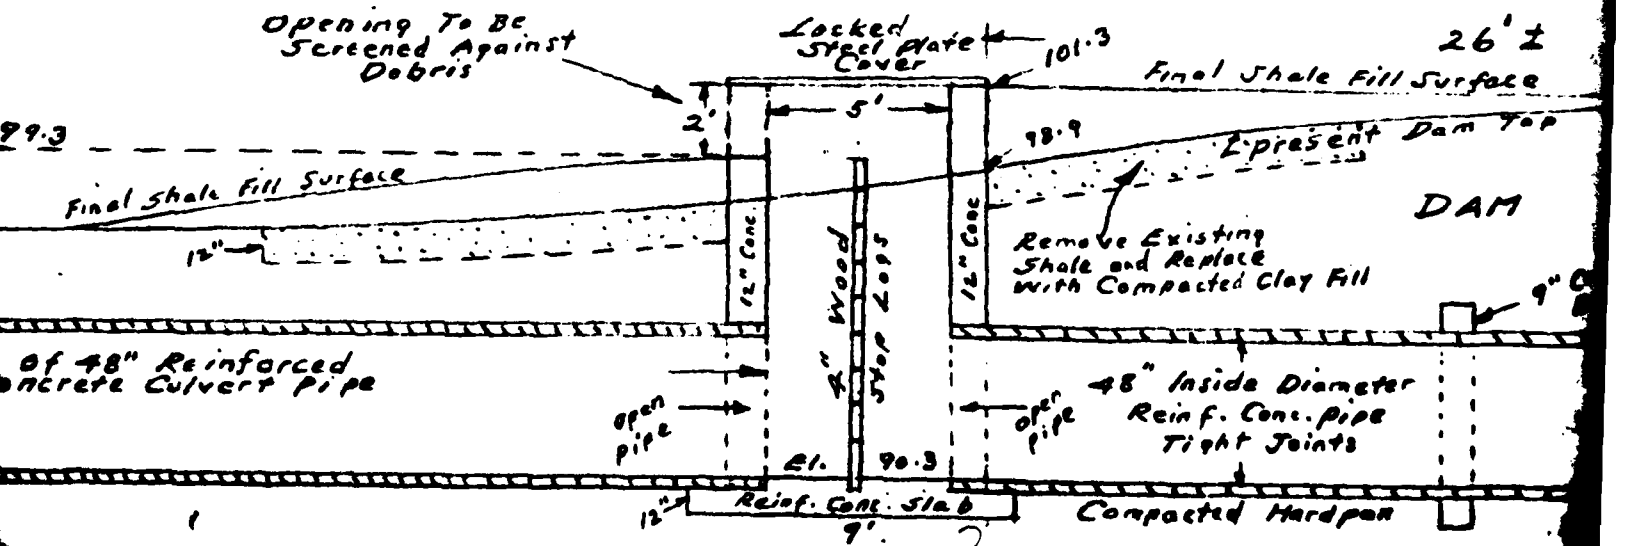 Opening To Be
Screened Against
Debris
Locked
Steel Plate
Cover
101.3
26' ±
Final Shale Fill Surface
2'
5'
99.3
98.9
present Dam Top
Final Shale Fill Surface
12"
12" Conc
4" Wood
Stop Logs
12" Conc
Remove Existing
Shale and Replace
with Compacted Clay Fill
DAM
9"
of 48" Reinforced
oncrete Culvert Pipe
open
pipe
open
pipe
48" Inside Diameter
Reinf. Conc. pipe
Tight Joints
El. 90.3
12"
Reinf. Conc. Slab
9'
Compacted Hardpan